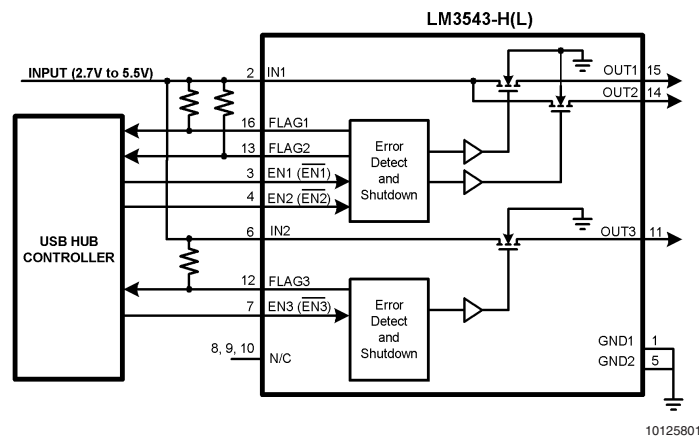 LM3543-H(L)
INPUT (2.7V to 5.5V)
2 IN1
OUT1 15
OUT2 14
16 FLAG1
13 FLAG2
3 EN1 (EN1)
4 EN2 (EN2)
Error
Detect
and
Shutdown
USB HUB
CONTROLLER
6 IN2
OUT3 11
12 FLAG3
7 EN3 (EN3)
Error
Detect
and
Shutdown
8, 9, 10 N/C
GND1 1
GND2 5
10125801